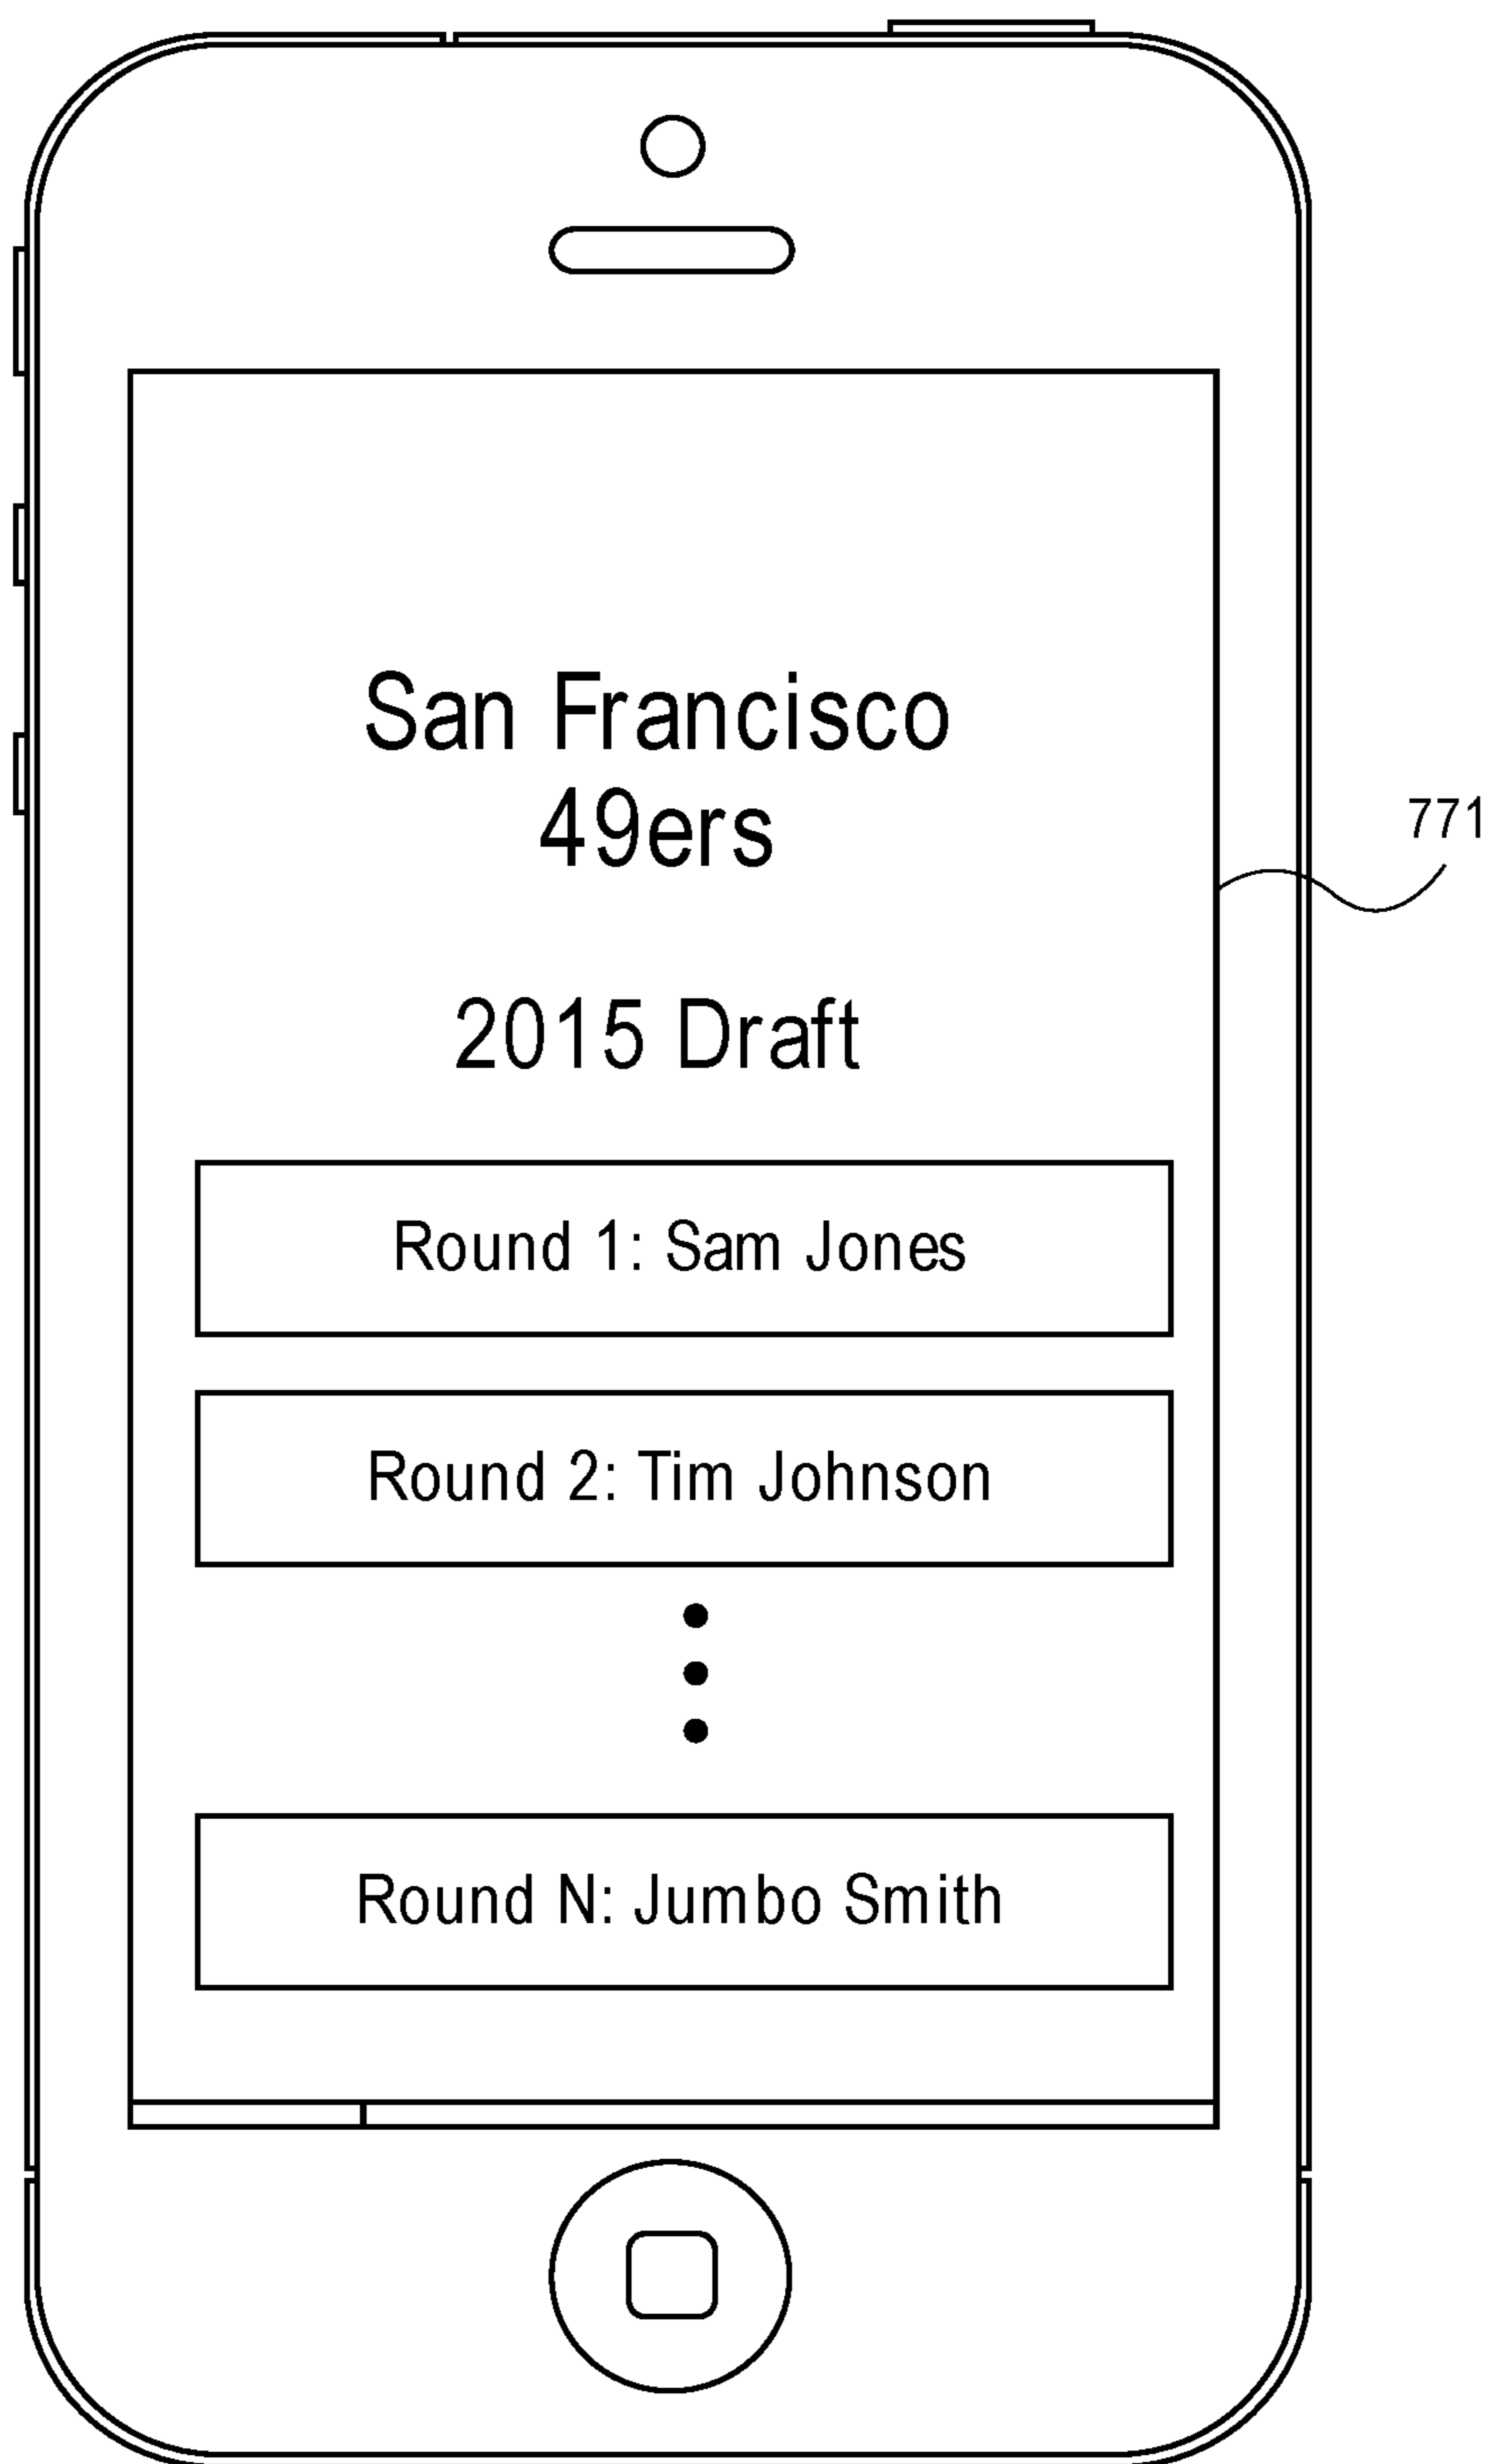 San Francisco
49ers
771
2015 Draft
Round 1: Sam Jones
Round 2: Tim Johnson
Round N: Jumbo Smith